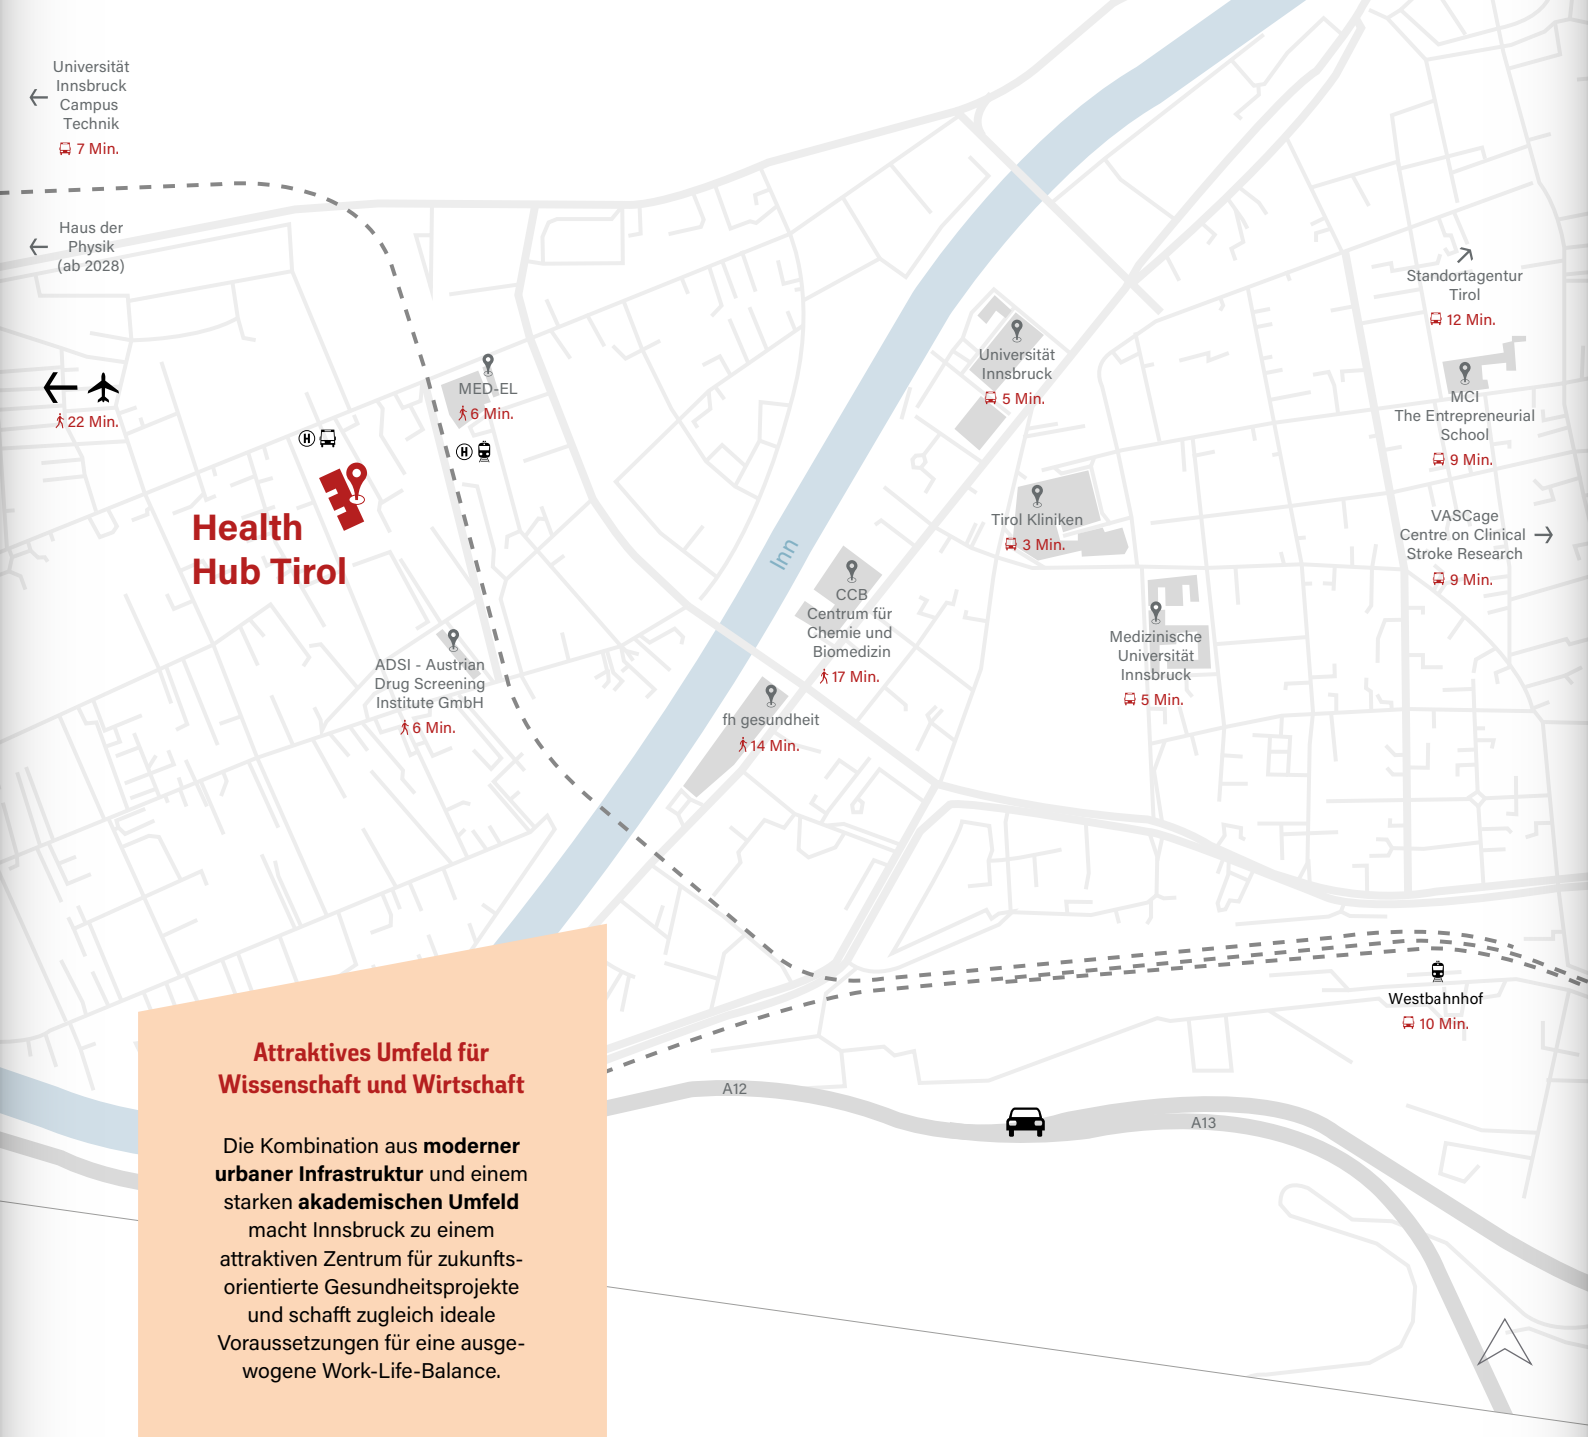 Universität
Innsbruck
Campus
Technik
7 Min.
Haus der
Physik
(ab 2028)
22 Min.
H
Health
Hub Tirol
MED-EL
6 Min.
H
ADSI - Austrian
Drug Screening
Institute GmbH
6 Min.
Inn
Universität
Innsbruck
5 Min.
Tirol Kliniken
3 Min.
CCB
Centrum für
Chemie und
Biomedizin
17 Min.
fh gesundheit
14 Min.
Medizinische
Universität
Innsbruck
5 Min.
Standortagentur
Tirol
12 Min.
MCI
The Entrepreneurial
School
9 Min.
VASCage
Centre on Clinical
Stroke Research
9 Min.
Westbahnhof
10 Min.
A12
A13
Attraktives Umfeld für
Wissenschaft und Wirtschaft
Die Kombination aus moderner
urbaner Infrastruktur und einem
starken akademischen Umfeld
macht Innsbruck zu einem
attraktiven Zentrum für zukunfts-
orientierte Gesundheitsprojekte
und schafft zugleich ideale
Voraussetzungen für eine ausge-
wogene Work-Life-Balance.